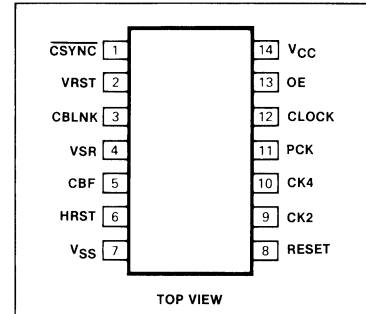 CSYNC 1 14 VCC
VRST 2 13 OE
CBLNK 3 12 CLOCK
VSR 4 11 PCK
CBF 5 10 CK4
HRST 6 9 CK2
VSS 7 8 RESET
TOP VIEW